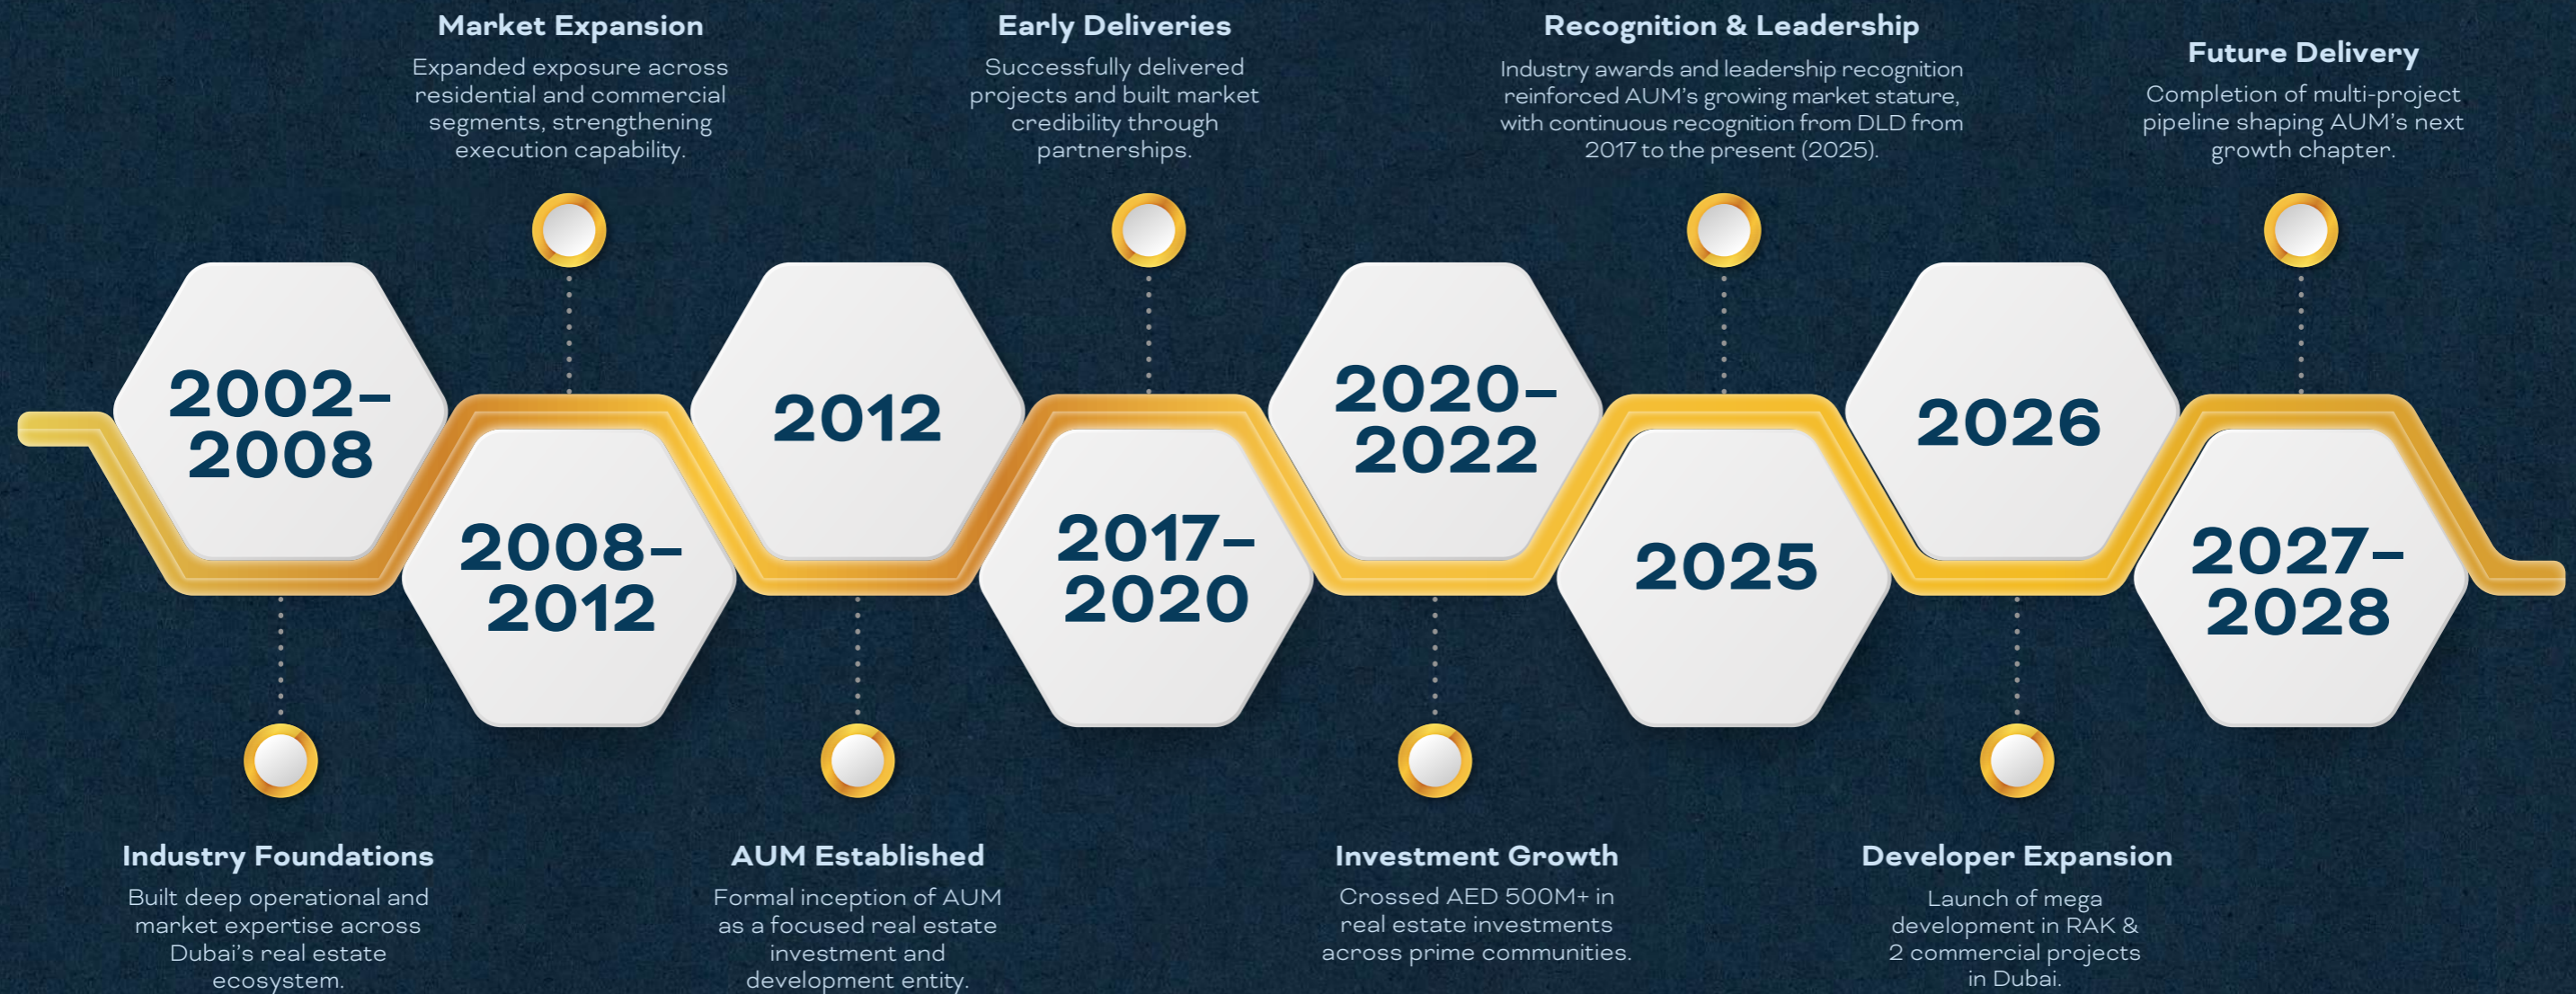 Market Expansion
Expanded exposure across
residential and commercial
segments, strengthening
execution capability.
Early Deliveries
Successfully delivered
projects and built market
credibility through
partnerships.
Recognition & Leadership
Industry awards and leadership recognition
reinforced AUM's growing market stature,
with continuous recognition from DLD from
2017 to the present (2025).
Future Delivery
Completion of multi-project
pipeline shaping AUM's next
growth chapter.
2002–
2008
2008–
2012
2012
2017–
2020
2020–
2022
2025
2026
2027–
2028
Industry Foundations
Built deep operational and
market expertise across
Dubai's real estate
ecosystem.
AUM Established
Formal inception of AUM
as a focused real estate
investment and
development entity.
Investment Growth
Crossed AED 500M+ in
real estate investments
across prime communities.
Developer Expansion
Launch of mega
development in RAK &
2 commercial projects
in Dubai.